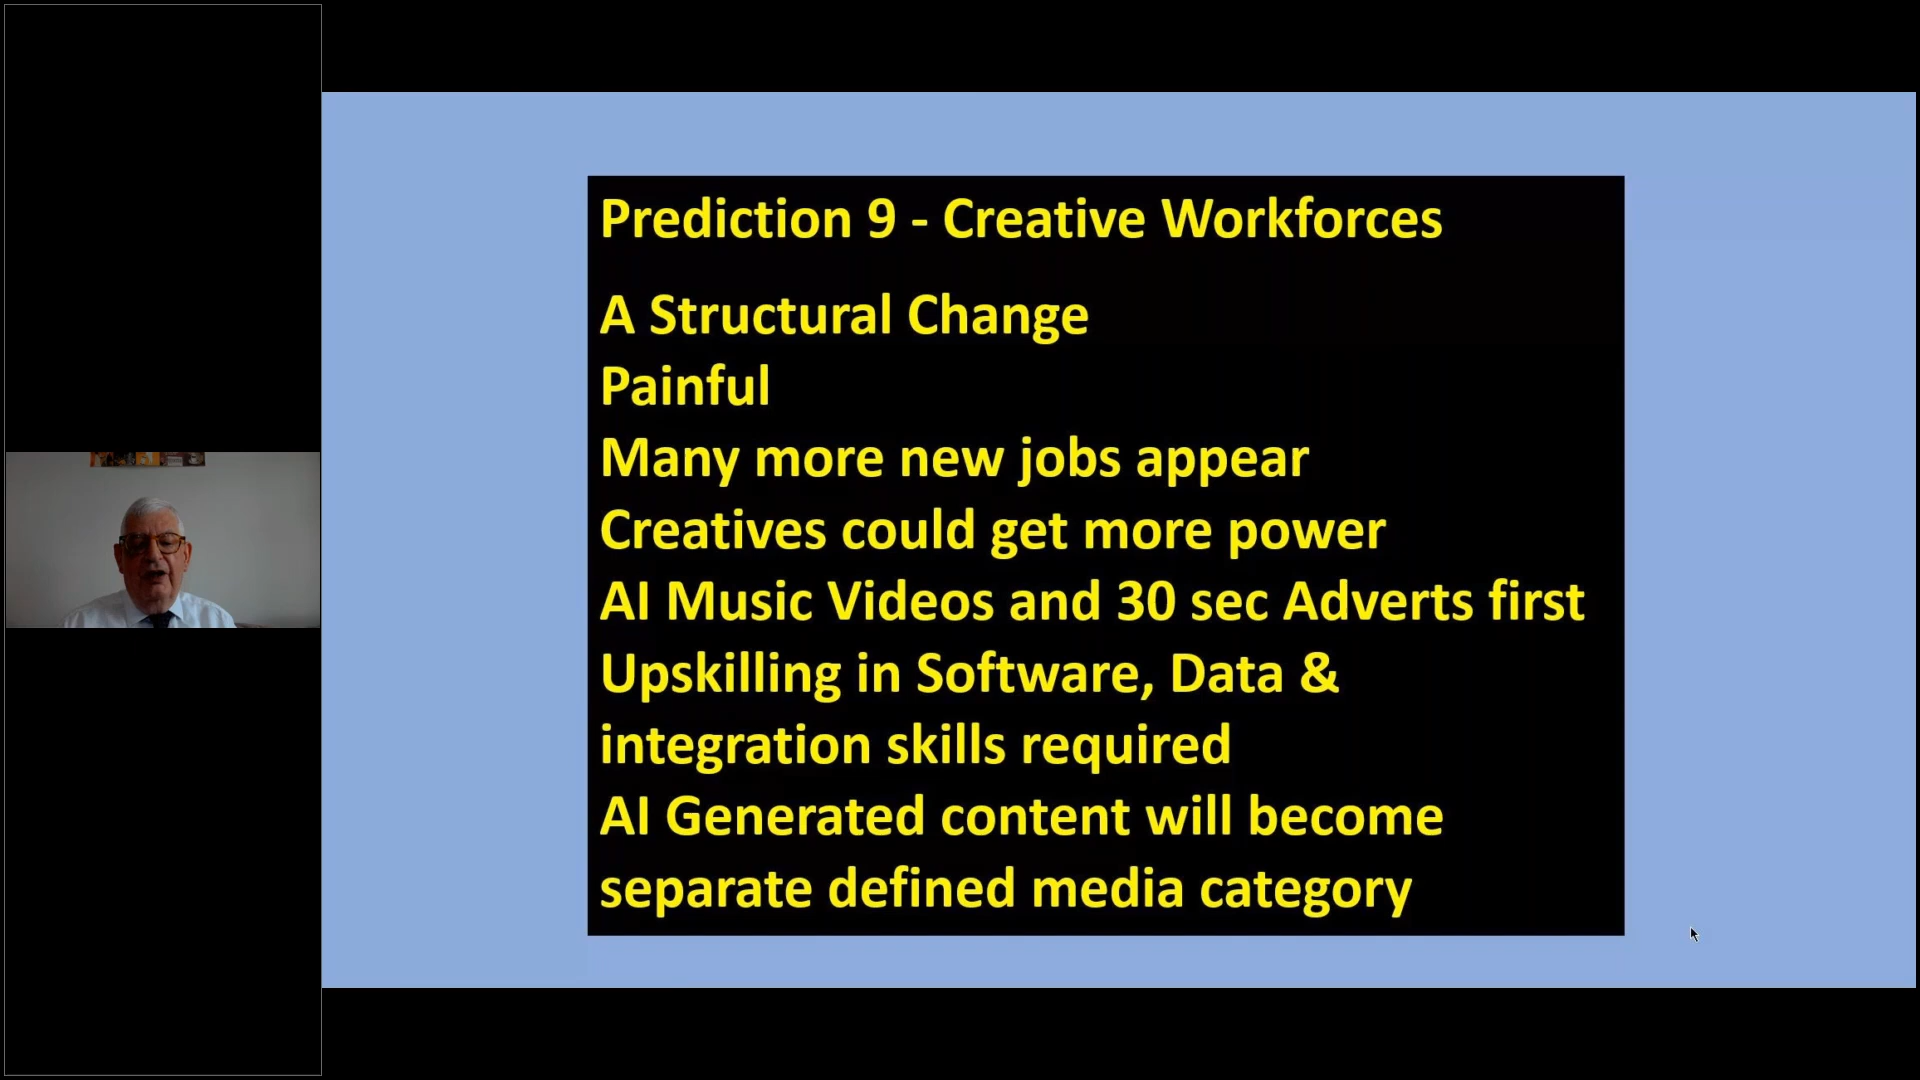 Prediction 9 - Creative Workforces
A Structural Change
Painful
Many more new jobs appear
Creatives could get more power
AI Music Videos and 30 sec Adverts first
Upskilling in Software, Data &
integration skills required
AI Generated content will become
separate defined media category